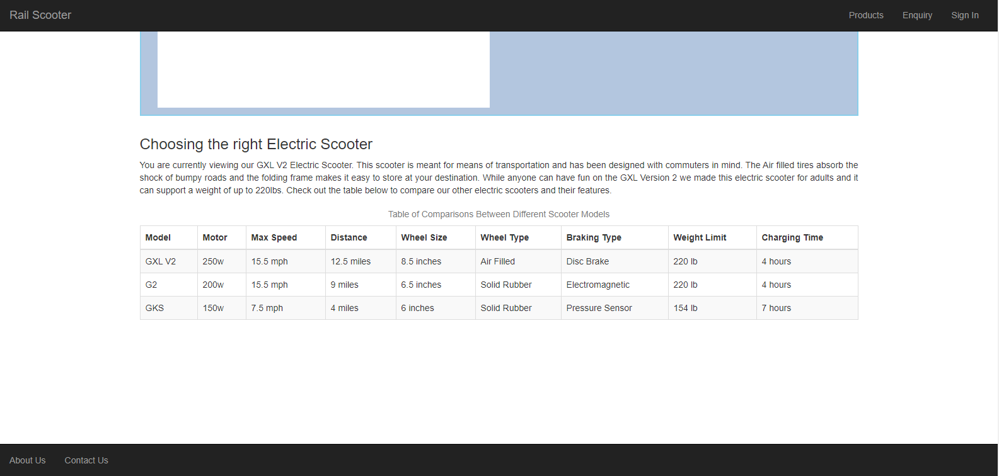 Rail Scooter Products Enquiry Sign In
Choosing the right Electric Scooter
You are currently viewing our GXL V2 Electric Scooter. This scooter is meant for means of transportation and has been designed with commuters in mind. The Air filled tires absorb the
shock of bumpy roads and the folding frame makes it easy to store at your destination. While anyone can have fun on the GXL Version 2 we made this electric scooter for adults and it
can support a weight of up to 220lbs. Check out the table below to compare our other electric scooters and their features.
Table of Comparisons Between Different Scooter Models
Model Motor Max Speed Distance Wheel Size Wheel Type Braking Type Weight Limit Charging Time
GXL V2 250w 15.5 mph 12.5 miles 8.5 inches Air Filled Disc Brake 220 lb 4 hours
G2 200w 15.5 mph 9 miles 6.5 inches Solid Rubber Electromagnetic 220 lb 4 hours
GKS 150w 7.5 mph 4 miles 6 inches Solid Rubber Pressure Sensor 154 lb 7 hours
About Us Contact Us